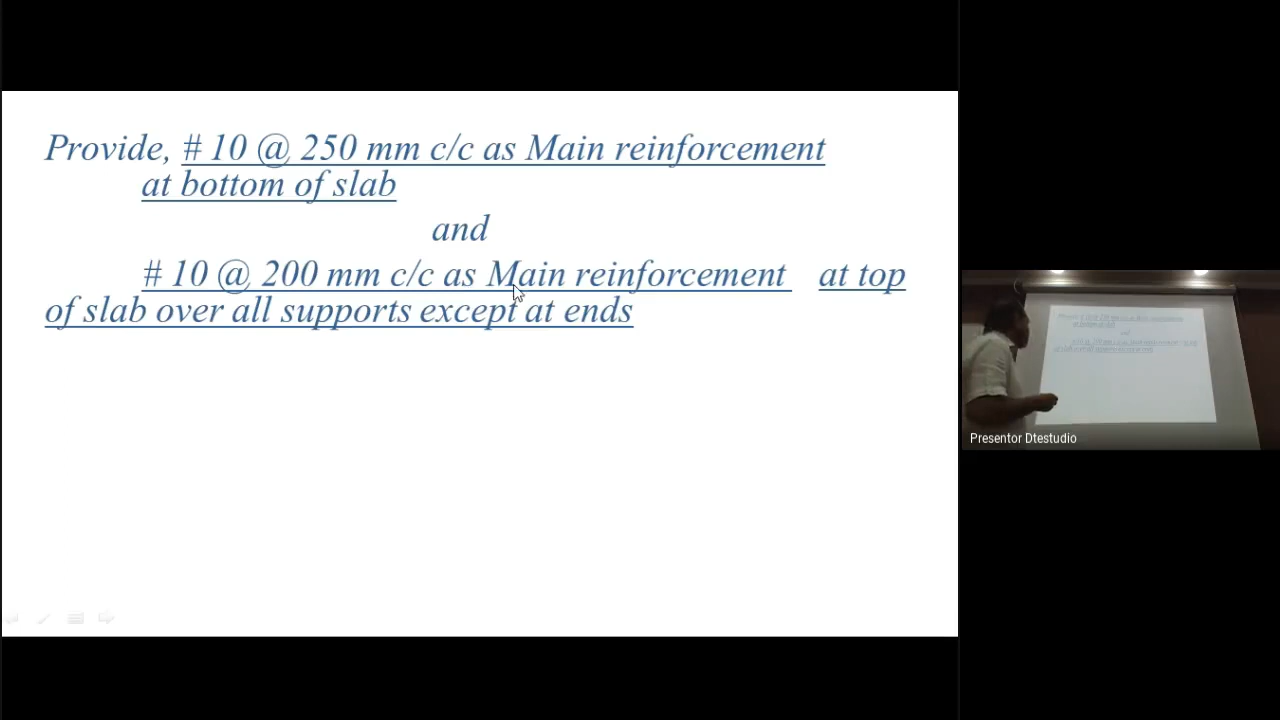 Provide, # 10 @ 250 mm c/c as Main reinforcement
at bottom of slab
and
# 10 @ 200 mm c/c as Main reinforcement at top
of slab over all supports except at ends
Presentor Dtestudio